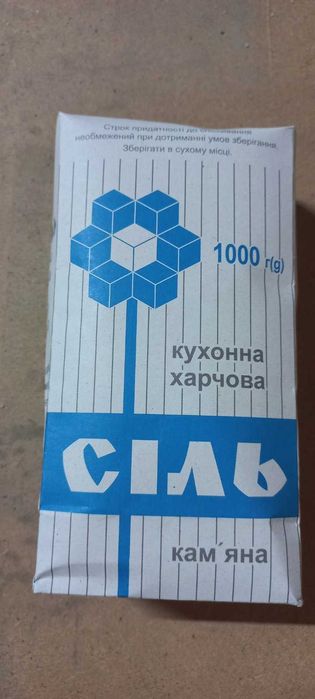 Строк придатності до споживання
необмежений при дотриманні умов зберігання.
Зберігати в сухому місці.
1000 г(g)
кухонна
харчова
СІЛЬ
кам´яна